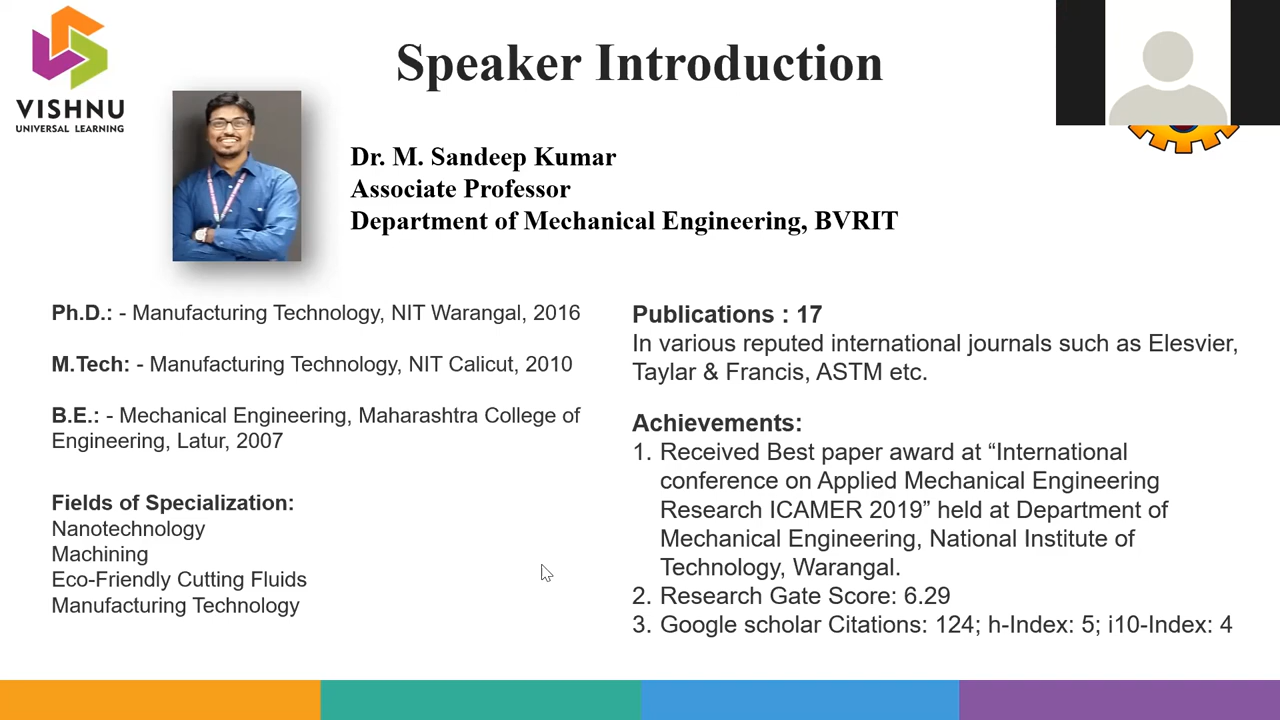 VISHNU
UNIVERSAL LEARNING
Speaker Introduction
Dr. M. Sandeep Kumar
Associate Professor
Department of Mechanical Engineering, BVRIT
Ph.D.: - Manufacturing Technology, NIT Warangal, 2016
M.Tech: - Manufacturing Technology, NIT Calicut, 2010
B.E.: - Mechanical Engineering, Maharashtra College of
Engineering, Latur, 2007
Fields of Specialization:
Nanotechnology
Machining
Eco-Friendly Cutting Fluids
Manufacturing Technology
Publications : 17
In various reputed international journals such as Elesvier,
Taylar & Francis, ASTM etc.
Achievements:
1. Received Best paper award at “International
conference on Applied Mechanical Engineering
Research ICAMER 2019” held at Department of
Mechanical Engineering, National Institute of
Technology, Warangal.
2. Research Gate Score: 6.29
3. Google scholar Citations: 124; h-Index: 5; i10-Index: 4